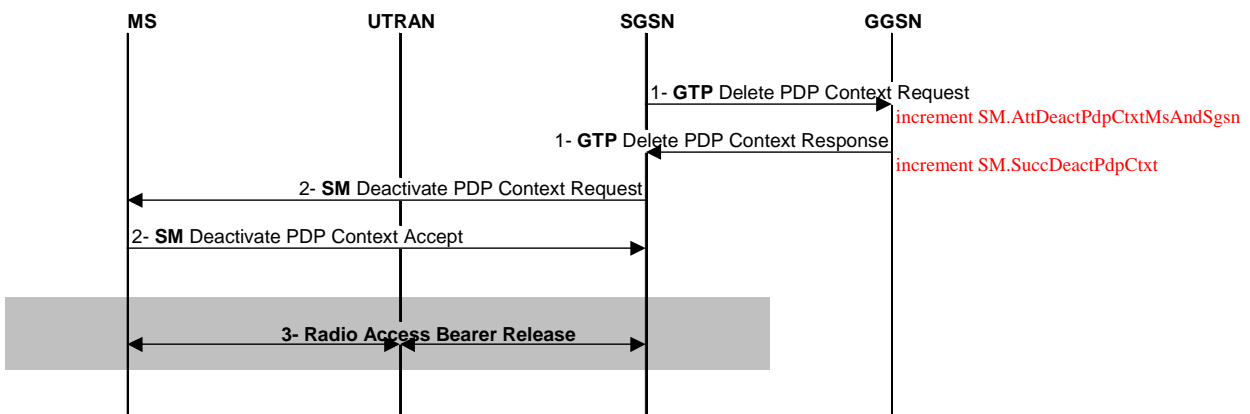 MS UTRAN SGSN GGSN
1- GTP Delete PDP Context Request
increment SM.AttDeactPdpCtxtMsAndSgsn
1- GTP Delete PDP Context Response
increment SM.SuccDeactPdpCtxt
2- SM Deactivate PDP Context Request
2- SM Deactivate PDP Context Accept
3- Radio Access Bearer Release